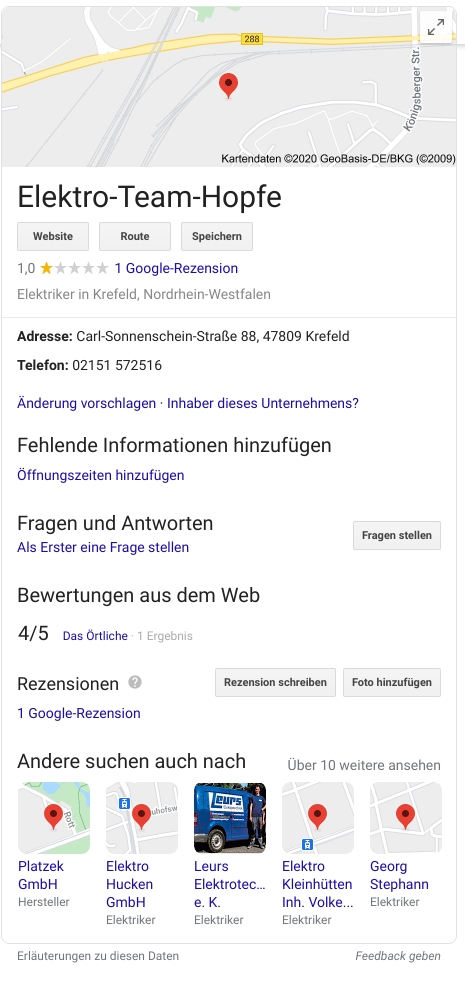 288
Königsberger Str.
Kartendaten ©2020 GeoBasis-DE/BKG (©2009)
Elektro-Team-Hopfe
Website Route Speichern
1,0 1 Google-Rezension
Elektriker in Krefeld, Nordrhein-Westfalen
Adresse: Carl-Sonnenschein-Straße 88, 47809 Krefeld
Telefon: 02151 572516
Änderung vorschlagen · Inhaber dieses Unternehmens?
Fehlende Informationen hinzufügen
Öffnungszeiten hinzufügen
Fragen und Antworten
Fragen stellen
Als Erster eine Frage stellen
Bewertungen aus dem Web
4/5 Das Örtliche · 1 Ergebnis
Rezensionen ? Rezension schreiben Foto hinzufügen
1 Google-Rezension
Andere suchen auch nach Über 10 weitere ansehen
Rott
uhofsw
Leurs
Platzek
GmbH
Hersteller
Elektro
Hucken
GmbH
Elektriker
Leurs
Elektrotec...
e. K.
Elektriker
Elektro
Kleinhütten
Inh. Volke...
Elektriker
Georg
Stephann
Elektriker
Erläuterungen zu diesen Daten Feedback geben